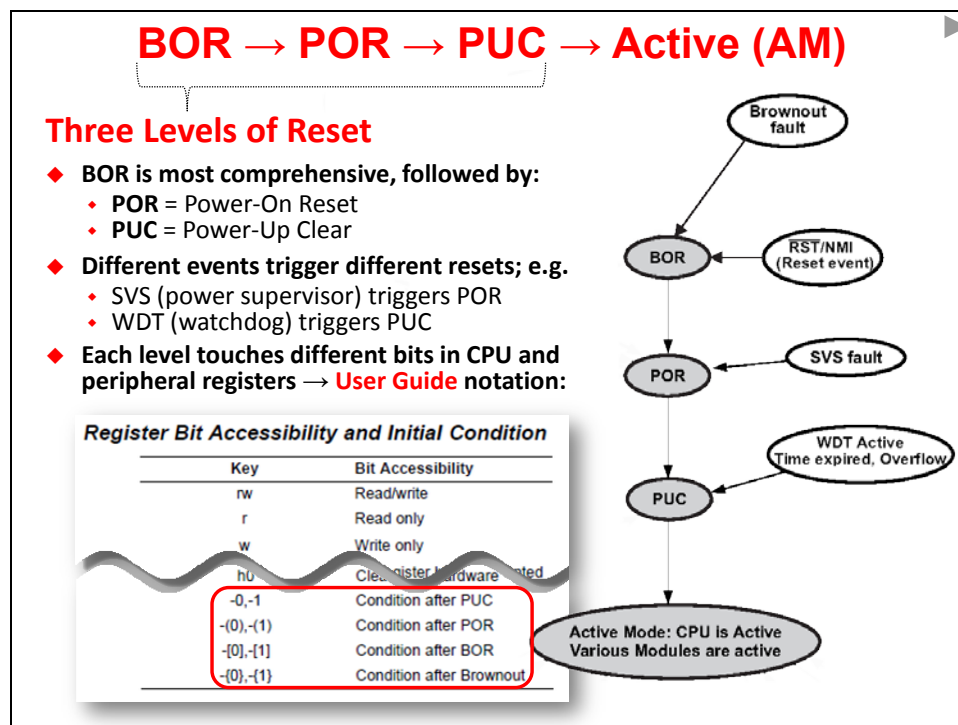 BOR → POR → PUC → Active (AM)
Three Levels of Reset
◆ BOR is most comprehensive, followed by:
◆ POR = Power-On Reset
◆ PUC = Power-Up Clear
◆ Different events trigger different resets; e.g.
◆ SVS (power supervisor) triggers POR
◆ WDT (watchdog) triggers PUC
◆ Each level touches different bits in CPU and
peripheral registers → User Guide notation:
Register Bit Accessibility and Initial Condition
Key Bit Accessibility
rw Read/write
r Read only
w Write only
h0
-0,-1 Condition after PUC
-(0),-(1) Condition after POR
-[0],-[1] Condition after BOR
-{0},-{1} Condition after Brownout
Brownout
fault
BOR
RST/NMI
(Reset event)
POR
SVS fault
WDT Active
Time expired, Overflow
PUC
Active Mode: CPU is Active
Various Modules are active